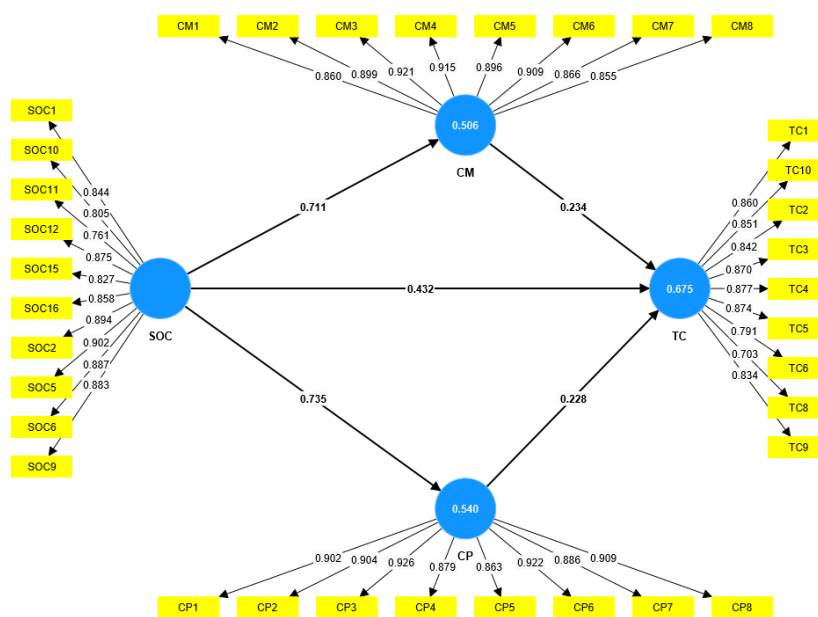 CM1 CM2 CM3 CM4 CM5 CM6 CM7 CM8
0.860 0.899 0.921 0.915 0.896 0.909 0.866 0.855
0.506
CM
SOC1
SOC10
SOC11
SOC12
SOC15
SOC16
SOC2
SOC5
SOC6
SOC9
0.844
0.805
0.761
0.875
0.827
0.858
0.894
0.902
0.887
0.883
SOC
0.711
0.432
0.735
0.234
0.228
0.675
TC
0.860
0.851
0.842
0.870
0.877
0.874
0.791
0.703
0.834
TC1
TC10
TC2
TC3
TC4
TC5
TC6
TC8
TC9
0.540
CP
0.902 0.904 0.926 0.879 0.863 0.922 0.886 0.909
CP1 CP2 CP3 CP4 CP5 CP6 CP7 CP8